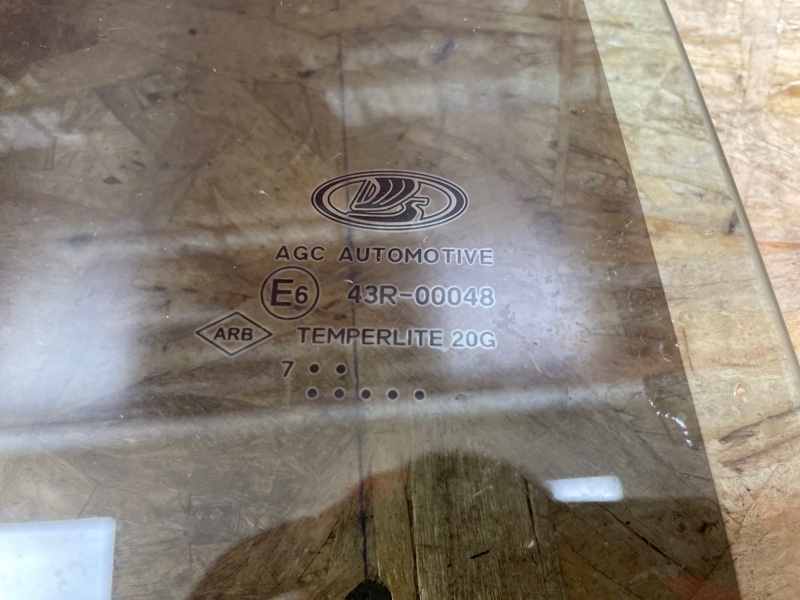 AGC AUTOMOTIVE
E6 43R-00048
ARB TEMPERLITE 20G
7 ● ●
● ● ● ● ●